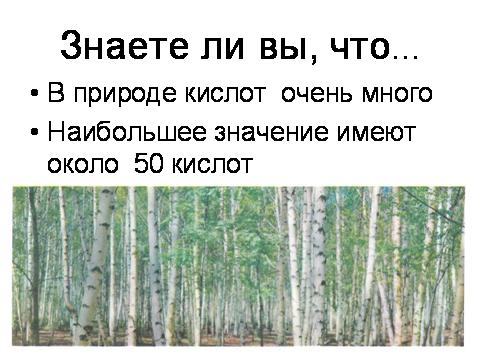 Знаете ли вы, что...
• В природе кислот очень много
• Наибольшее значение имеют
около 50 кислот